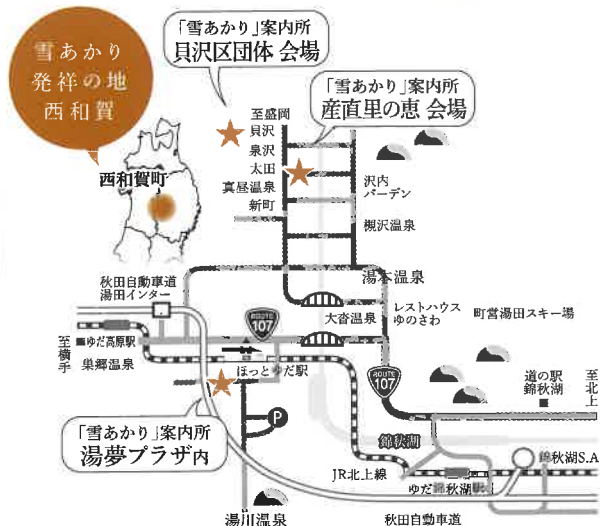 雪あかり
発祥の地
西和賀
「雪あかり」案内所
貝沢区団体 会場
「雪あかり」案内所
産直里の恵 会場
西和賀町
至盛岡
貝沢
泉沢
太田
真昼温泉
新町
沢内
バーデン
槻沢温泉
湯本温泉
秋田自動車道
湯田インター
ROUTE
107
大沓温泉
レストハウス
ゆのさわ
町営湯田スキー場
至横手
ゆだ高原駅
巣郷温泉
ほっとゆだ駅
ROUTE
107
道の駅
錦秋湖
至北上
「雪あかり」案内所
湯夢プラザ内
P
錦秋湖
錦秋湖S.A
JR北上線
ゆだ錦秋湖駅
湯川温泉
秋田自動車道